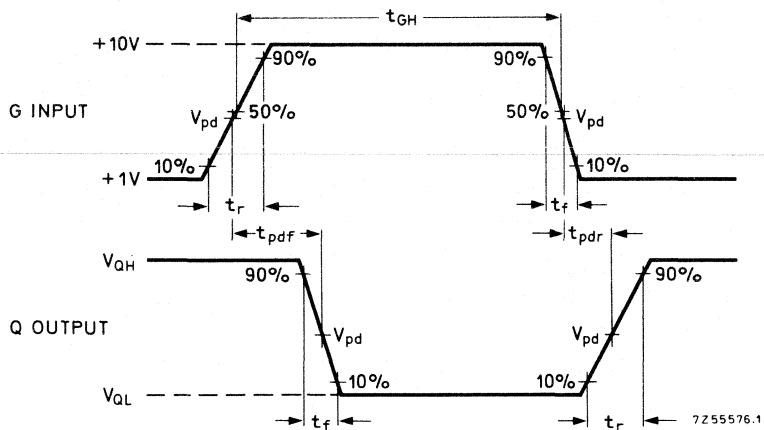 t_GH
+10V
90%
90%
G INPUT
V_pd
50%
50%
V_pd
10%
10%
+1V
t_r
t_f
t_pdf
t_pdr
V_QH
90%
90%
Q OUTPUT
V_pd
V_pd
10%
10%
V_QL
t_f
t_r
7Z55576.1